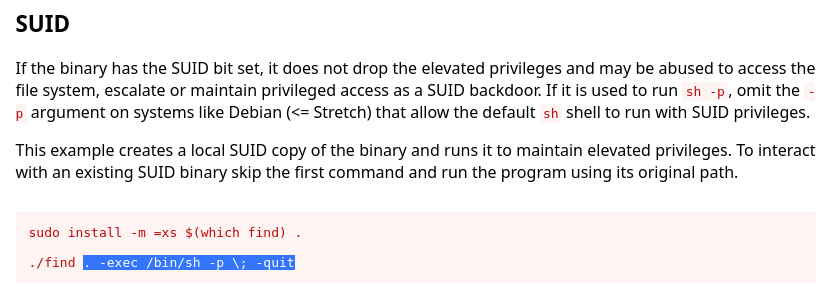 SUID
If the binary has the SUID bit set, it does not drop the elevated privileges and may be abused to access the
file system, escalate or maintain privileged access as a SUID backdoor. If it is used to run sh -p, omit the -
p argument on systems like Debian (<= Stretch) that allow the default sh shell to run with SUID privileges.
This example creates a local SUID copy of the binary and runs it to maintain elevated privileges. To interact
with an existing SUID binary skip the first command and run the program using its original path.
sudo install -m =xs $(which find) .
./find . -exec /bin/sh -p \; -quit